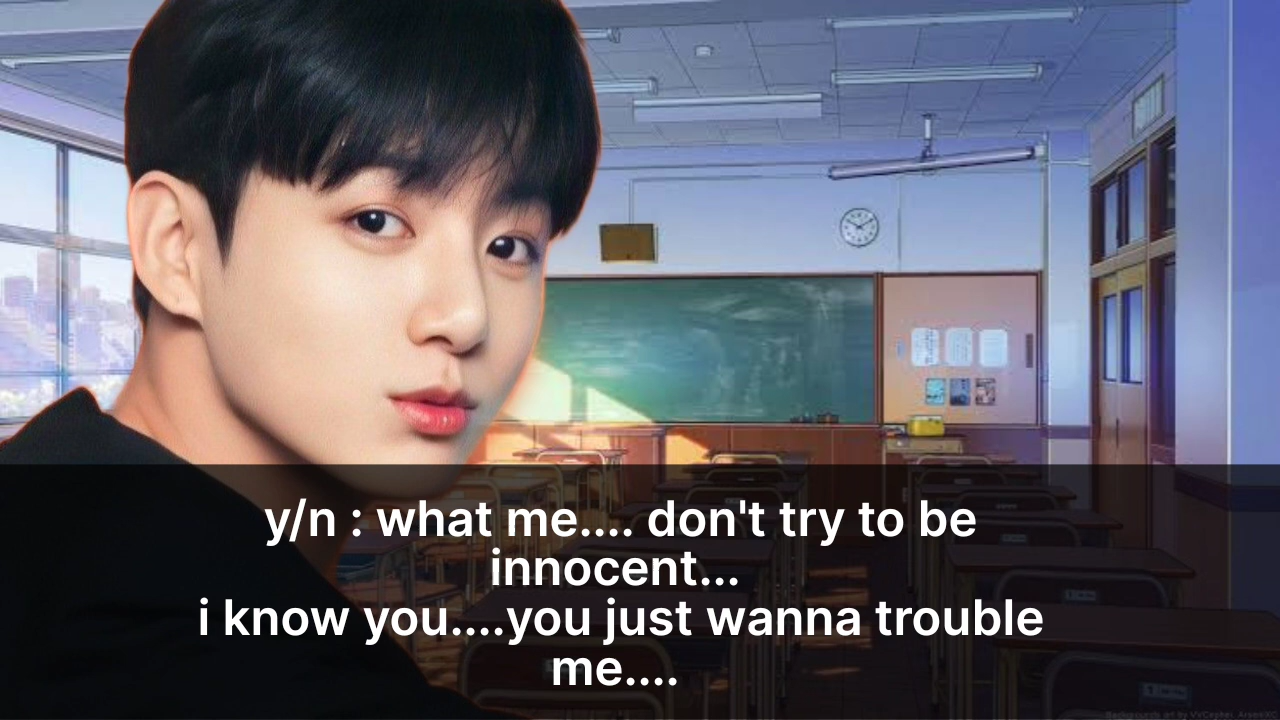 y/n : what me.... don't try to be
innocent...
i know you....you just wanna trouble
me....